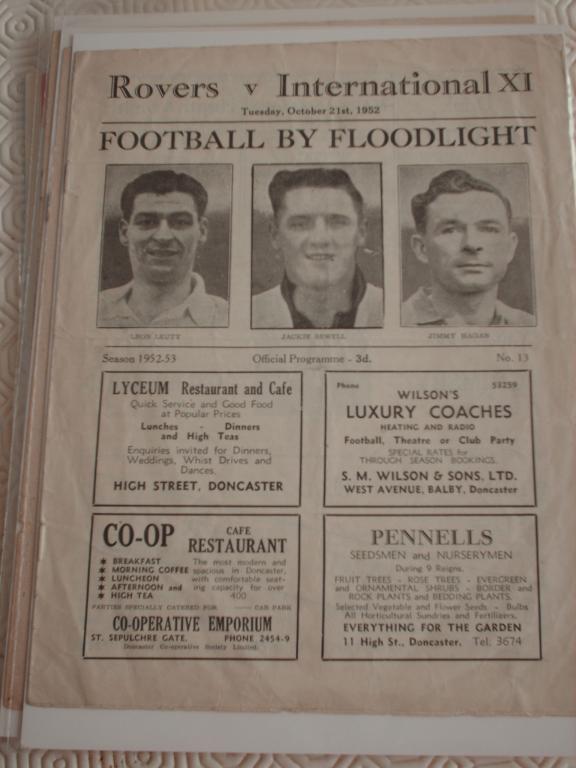 Rovers v International XI
Tuesday, October 21st, 1952
FOOTBALL BY FLOODLIGHT
LEON LEUTY
JACKIE SEWELL
JIMMY HAGAN
Season 1952-53
Official Programme - 3d.
No. 13
LYCEUM Restaurant and Cafe
Quick Service and Good Food
at Popular Prices
Lunches - Dinners
and High Teas
Enquiries invited for Dinners,
Weddings, Whist Drives and
Dances.
HIGH STREET, DONCASTER
Phone 53259
WILSON'S
LUXURY COACHES
HEATING AND RADIO
Football, Theatre or Club Party
SPECIAL RATES for
THROUGH SEASON BOOKINGS.
S. M. WILSON & SONS, LTD.
WEST AVENUE, BALBY, Doncaster
CO-OP CAFE
RESTAURANT
★ BREAKFAST
★ MORNING COFFEE
★ LUNCHEON
★ AFTERNOON and
★ HIGH TEA
The most modern and
spacious in Doncaster,
with comfortable seat-
ing capacity for over
400
PARTIES SPECIALLY CATERED FOR —— CAR PARK
CO-OPERATIVE EMPORIUM
ST. SEPULCHRE GATE. PHONE 2454-9
Doncaster Co-operative Society Limited.
PENNELLS
SEEDSMEN and NURSERYMEN
During 9 Reigns.
FRUIT TREES - ROSE TREES - EVERGREEN
and ORNAMENTAL SHRUBS - BORDER and
ROCK PLANTS and BEDDING PLANTS.
Selected Vegetable and Flower Seeds - Bulbs
All Horticultural Sundries and Fertilizers.
EVERYTHING FOR THE GARDEN
11 High St., Doncaster. Tel. 3674